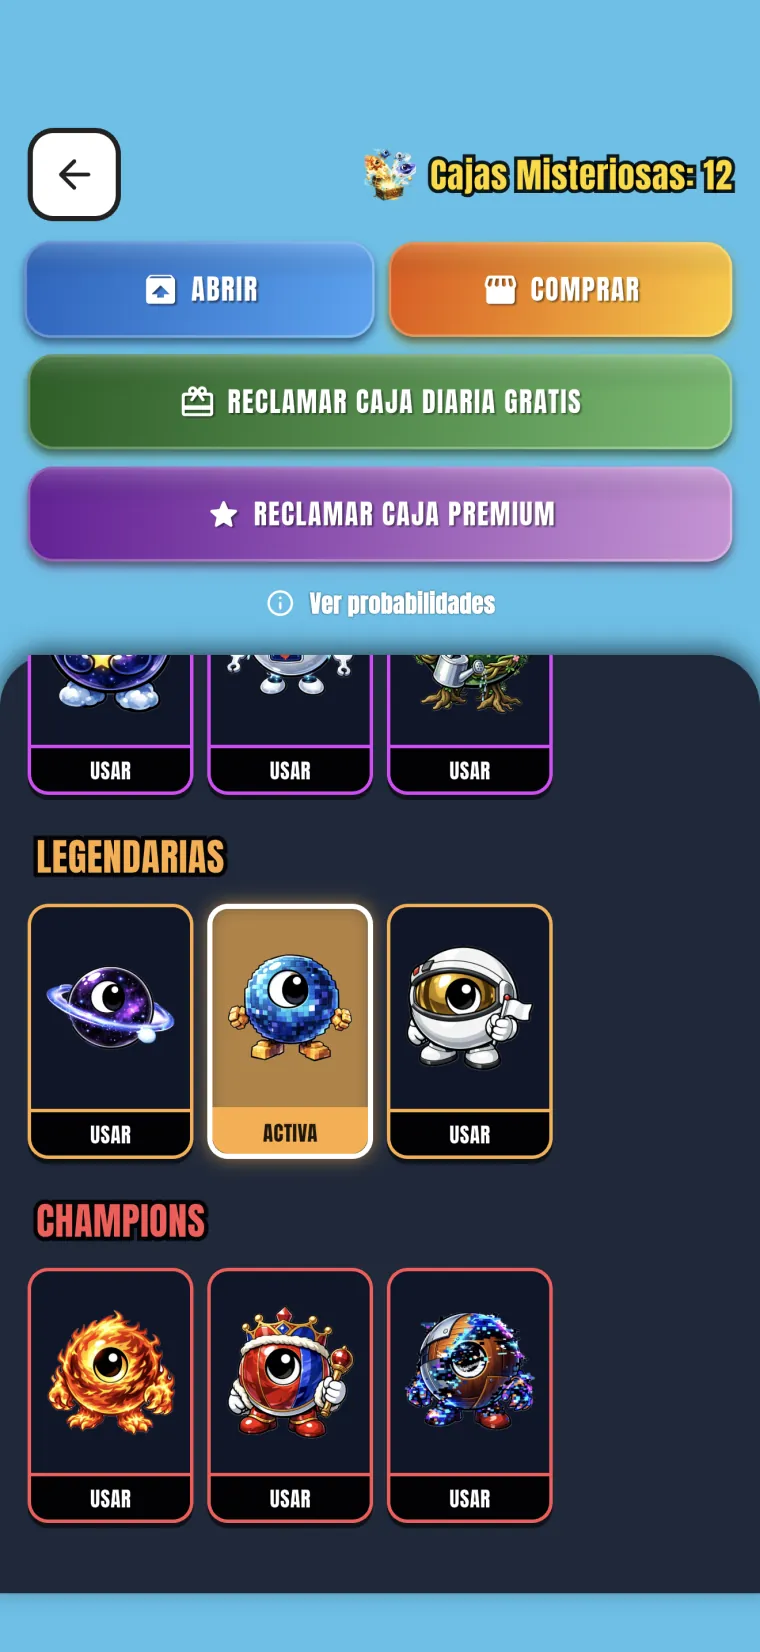 Cajas Misteriosas: 12
ABRIR
COMPRAR
RECLAMAR CAJA DIARIA GRATIS
RECLAMAR CAJA PREMIUM
Ver probabilidades
USAR
USAR
USAR
LEGENDARIAS
USAR
ACTIVA
USAR
CHAMPIONS
USAR
USAR
USAR